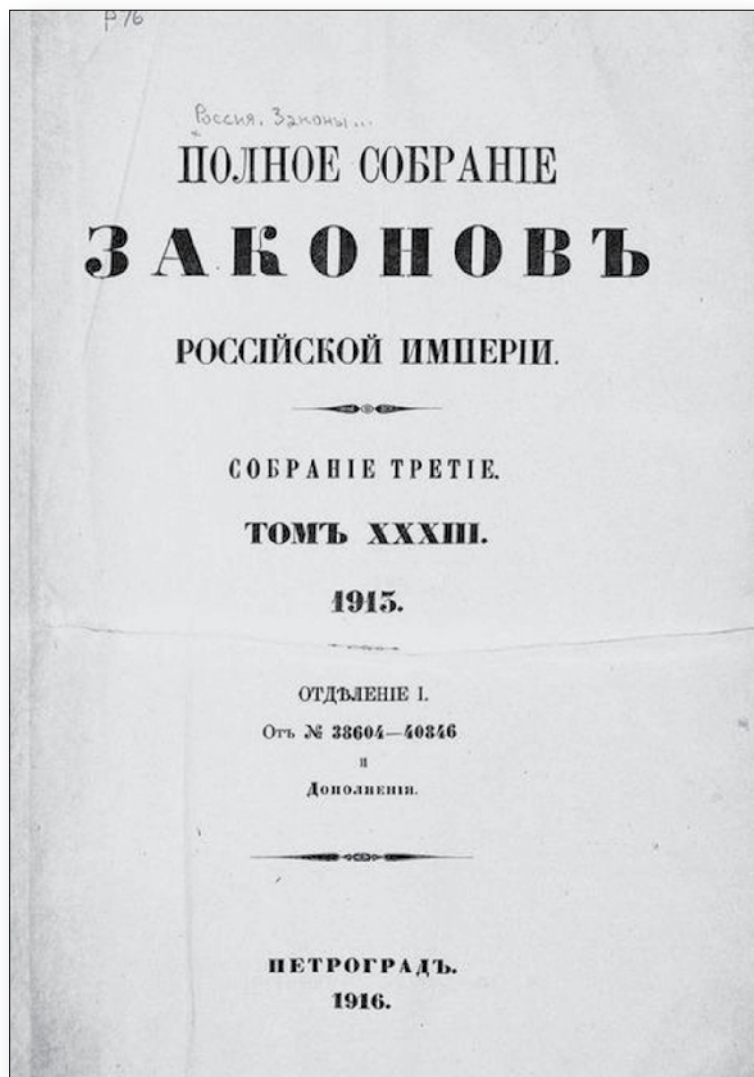 Р76
Россия. Законы...
ПОЛНОЕ СОБРАНІЕ
ЗАКОНОВЪ
РОССІЙСКОЙ ИМПЕРІИ.
СОБРАНІЕ ТРЕТІЕ.
ТОМЪ XXXIII.
1913.
ОТДѢЛЕНІЕ I.
Отъ № 38604—40846
и
Дополненія.
ПЕТРОГРАДЪ.
1916.